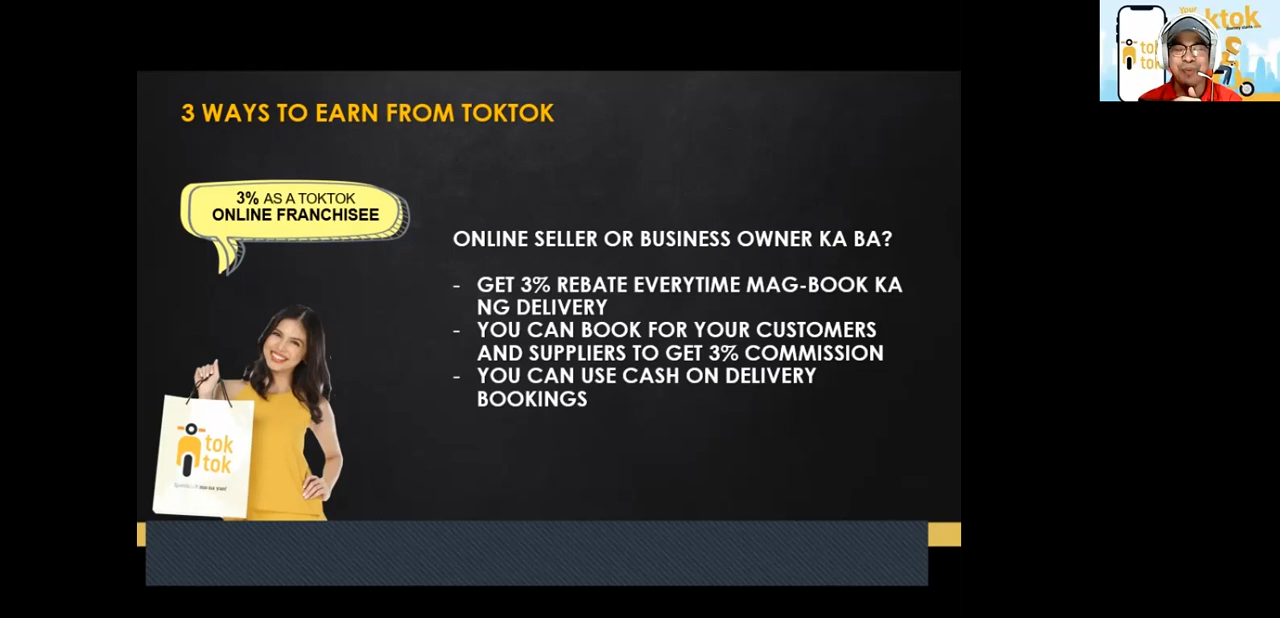 3 WAYS TO EARN FROM TOKTOK
3% AS A TOKTOK
ONLINE FRANCHISEE
ONLINE SELLER OR BUSINESS OWNER KA BA?
- GET 3% REBATE EVERYTIME MAG-BOOK KA
NG DELIVERY
- YOU CAN BOOK FOR YOUR CUSTOMERS
AND SUPPLIERS TO GET 3% COMMISSION
- YOU CAN USE CASH ON DELIVERY
BOOKINGS
tok
tok
Your
ktok
tok
tok